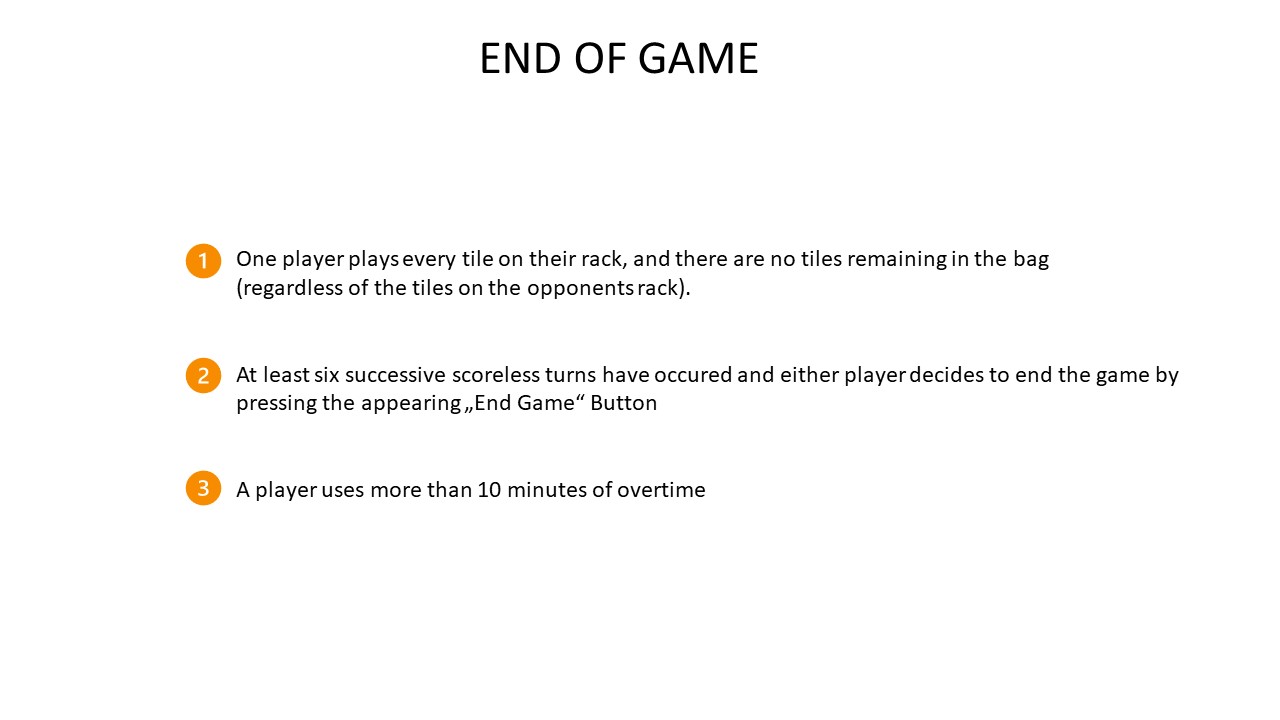 END OF GAME
1 One player plays every tile on their rack, and there are no tiles remaining in the bag
(regardless of the tiles on the opponents rack).
2 At least six successive scoreless turns have occured and either player decides to end the game by
pressing the appearing „End Game“ Button
3 A player uses more than 10 minutes of overtime